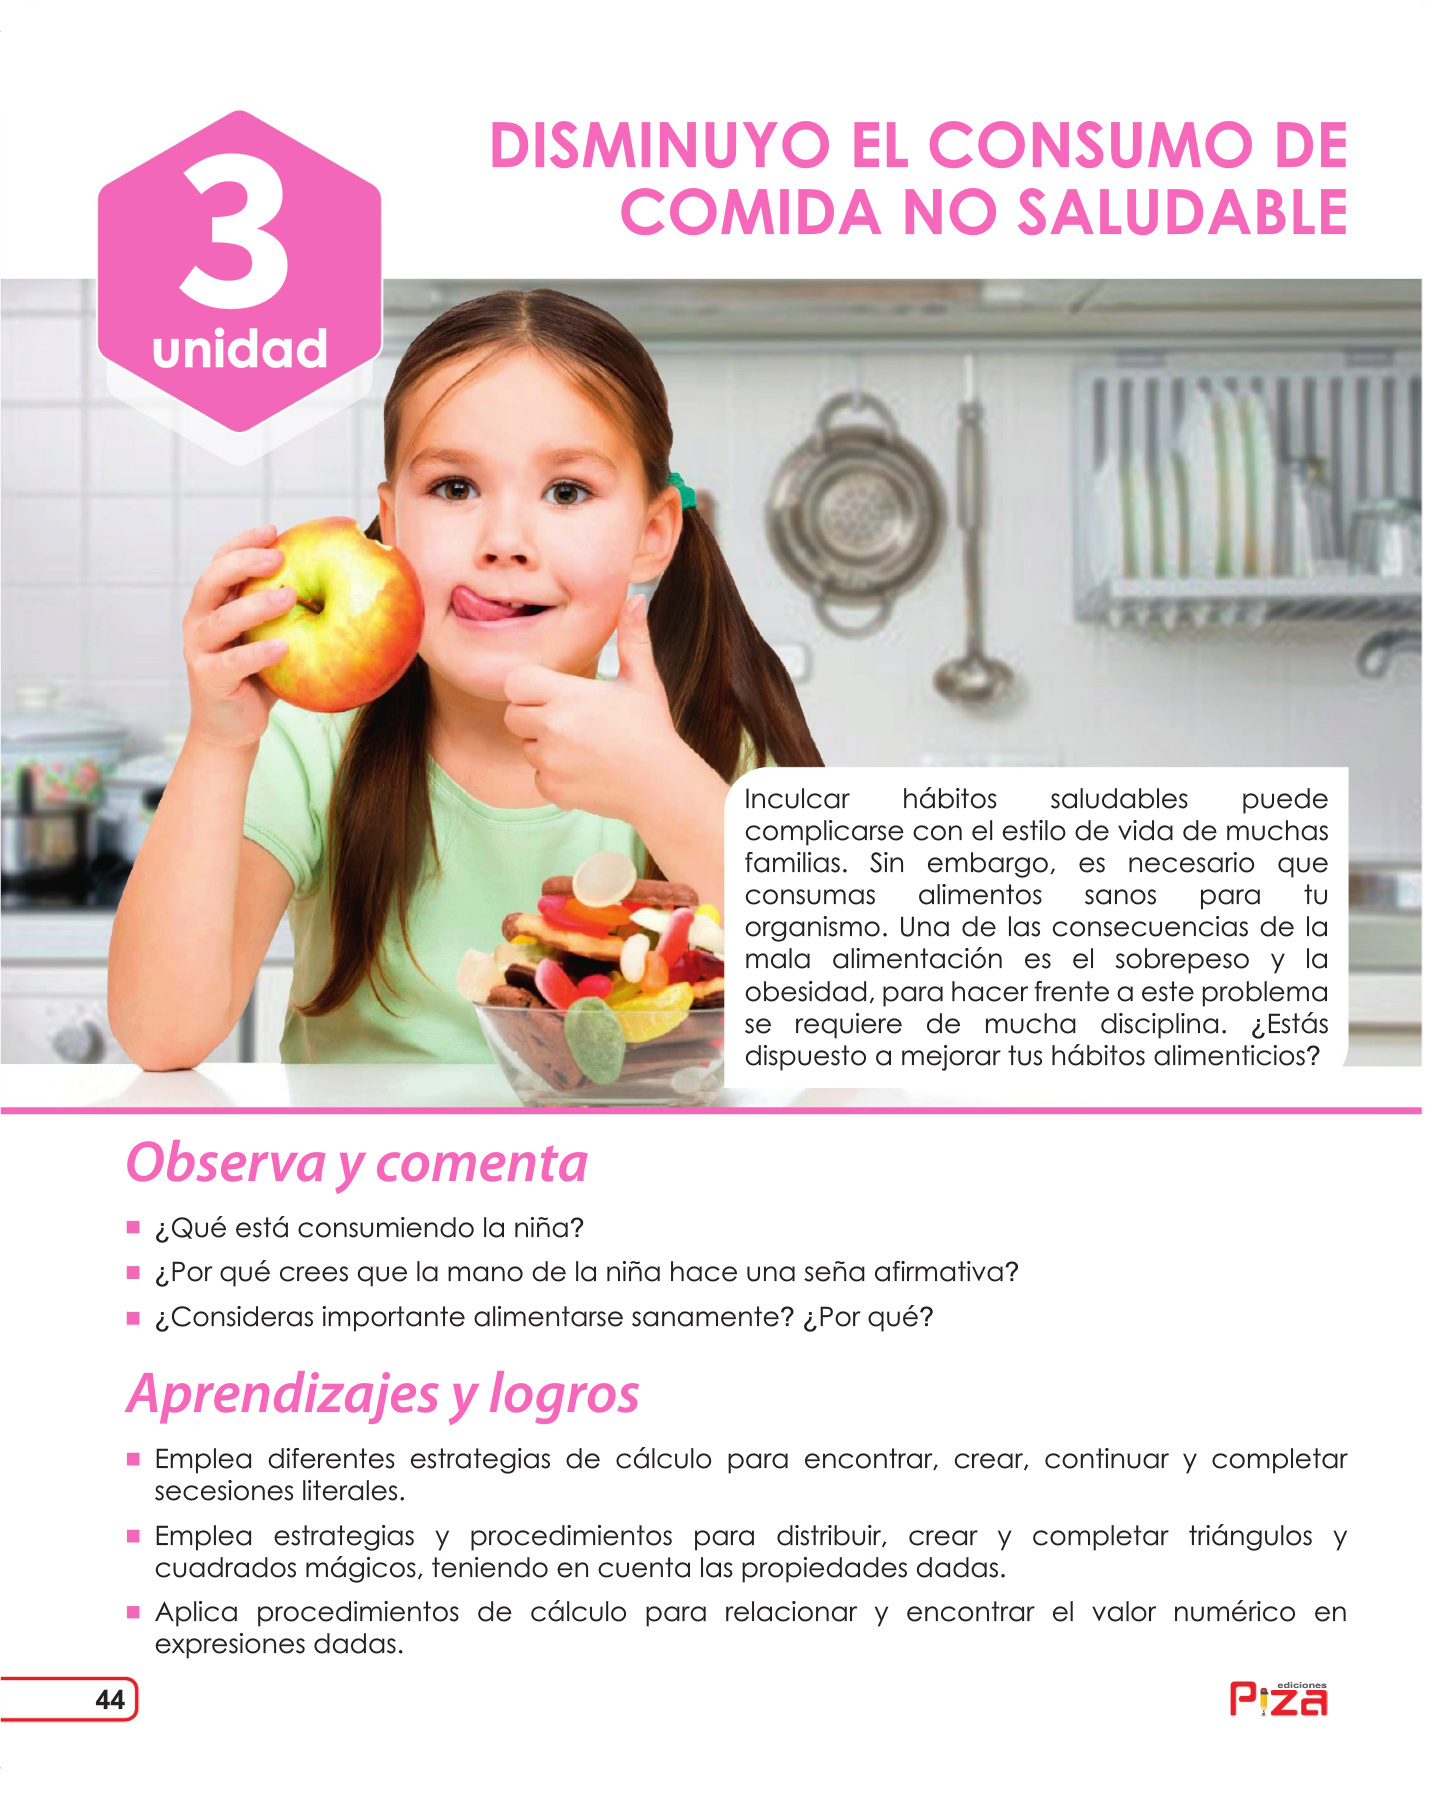 3
unidad
DISMINUYO EL CONSUMO DE
COMIDA NO SALUDABLE
Inculcar hábitos saludables puede
complicarse con el estilo de vida de muchas
familias. Sin embargo, es necesario que
consumas alimentos sanos para tu
organismo. Una de las consecuencias de la
mala alimentación es el sobrepeso y la
obesidad, para hacer frente a este problema
se requiere de mucha disciplina. ¿Estás
dispuesto a mejorar tus hábitos alimenticios?
Observa y comenta
¿Qué está consumiendo la niña?
¿Por qué crees que la mano de la niña hace una seña afirmativa?
¿Consideras importante alimentarse sanamente? ¿Por qué?
Aprendizajes y logros
Emplea diferentes estrategias de cálculo para encontrar, crear, continuar y completar
secesiones literales.
Emplea estrategias y procedimientos para distribuir, crear y completar triángulos y
cuadrados mágicos, teniendo en cuenta las propiedades dadas.
Aplica procedimientos de cálculo para relacionar y encontrar el valor numérico en
expresiones dadas.
44
ediciones
Piza